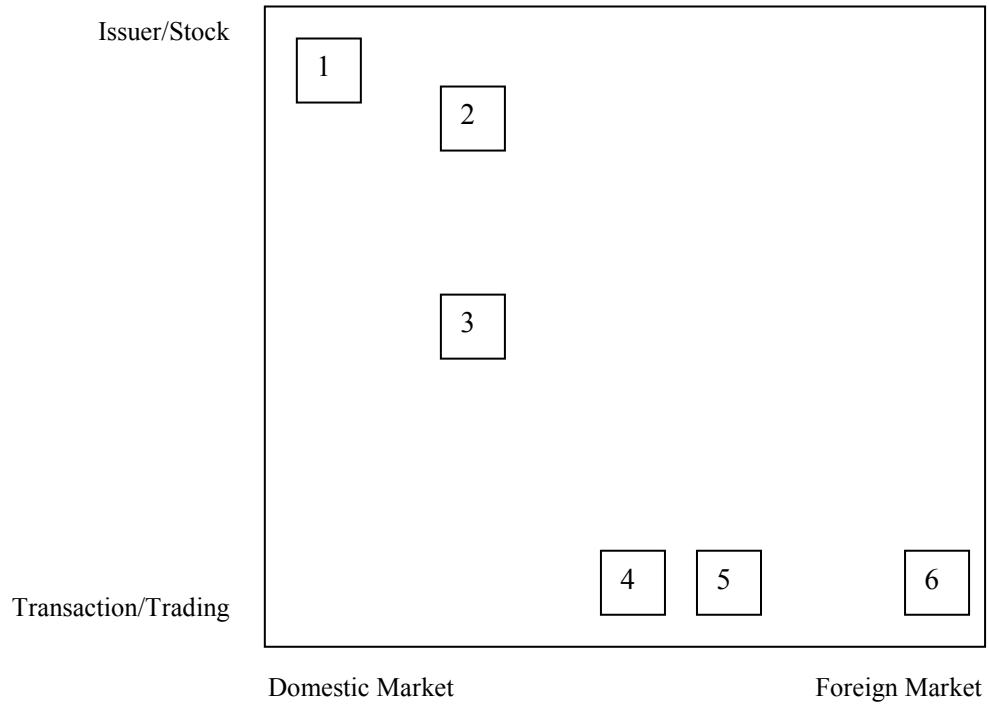 Issuer/Stock
1
2
3
4 5 6
Transaction/Trading
Domestic Market Foreign Market